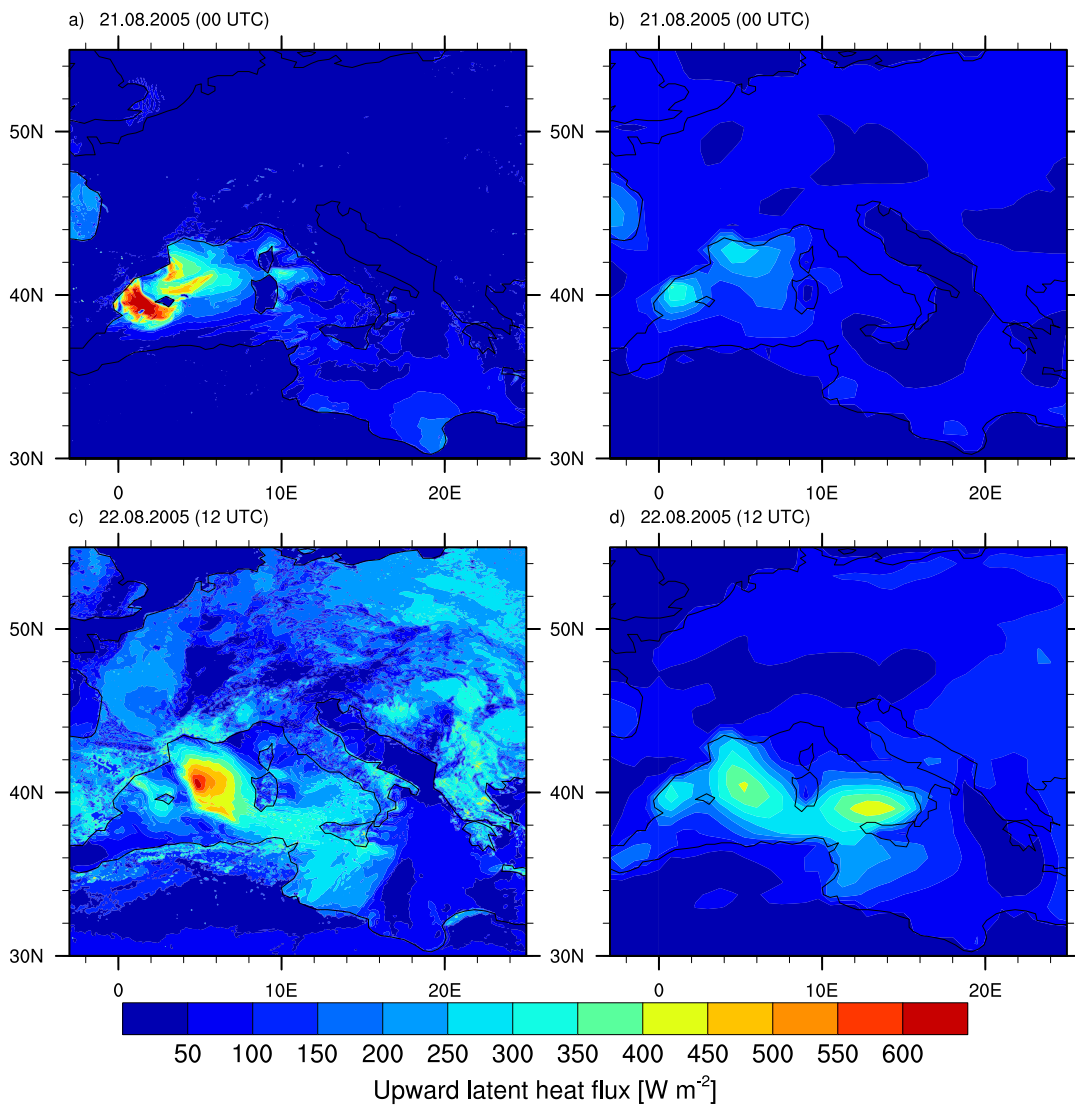 a) 21.08.2005 (00 UTC)
b) 21.08.2005 (00 UTC)
50N
50N
40N
40N
30N
30N
0 10E 20E
0 10E 20E
c) 22.08.2005 (12 UTC)
d) 22.08.2005 (12 UTC)
50N
50N
40N
40N
30N
30N
0 10E 20E
0 10E 20E
50 100 150 200 250 300 350 400 450 500 550 600
Upward latent heat flux [W m⁻²]